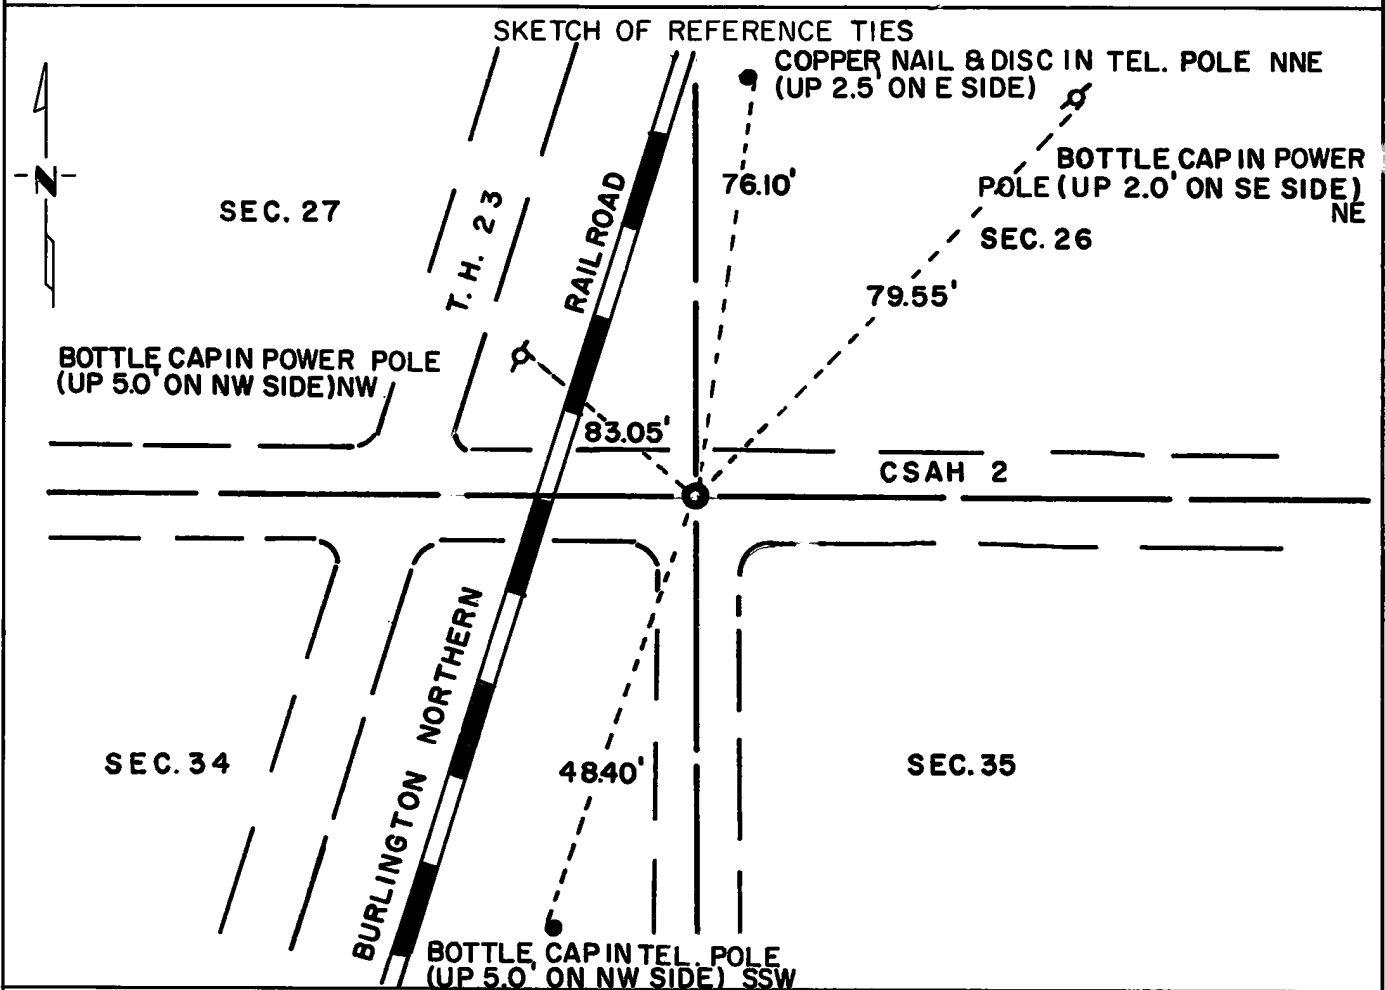 SKETCH OF REFERENCE TIES
COPPER NAIL & DISC IN TEL. POLE NNE
(UP 2.5' ON E SIDE)
BOTTLE CAP IN POWER
POLE (UP 2.0' ON SE SIDE)
NE
76.10'
N
SEC. 27
T. H. 23
RAILROAD
SEC. 26
79.55'
BOTTLE CAP IN POWER POLE
(UP 5.0' ON NW SIDE) NW
83.05'
CSAH 2
BURLINGTON NORTHERN
SEC. 34
48.40'
SEC. 35
BOTTLE CAP IN TEL. POLE
(UP 5.0' ON NW SIDE) SSW